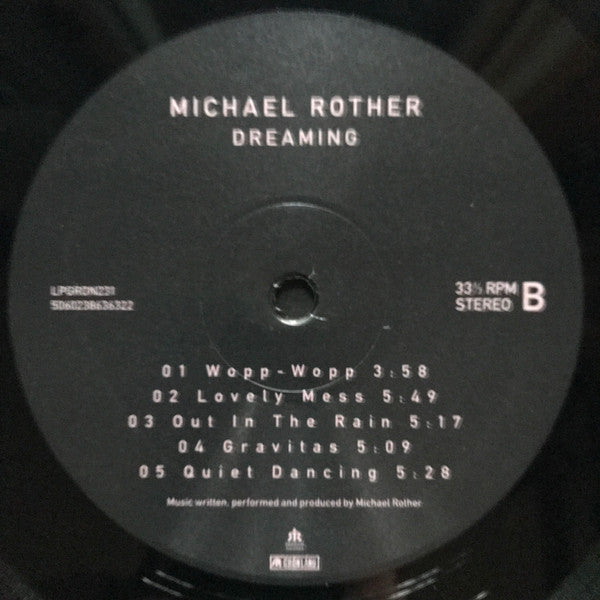 MICHAEL ROTHER
DREAMING
LPGRON231
5060238636322
33⅓ RPM
STEREO
B
01 Wopp-Wopp 3:58
02 Lovely Mess 5:49
03 Out In The Rain 5:17
04 Gravitas 5:09
05 Quiet Dancing 5:28
Music written, performed and produced by Michael Rother
GRÖNLAND